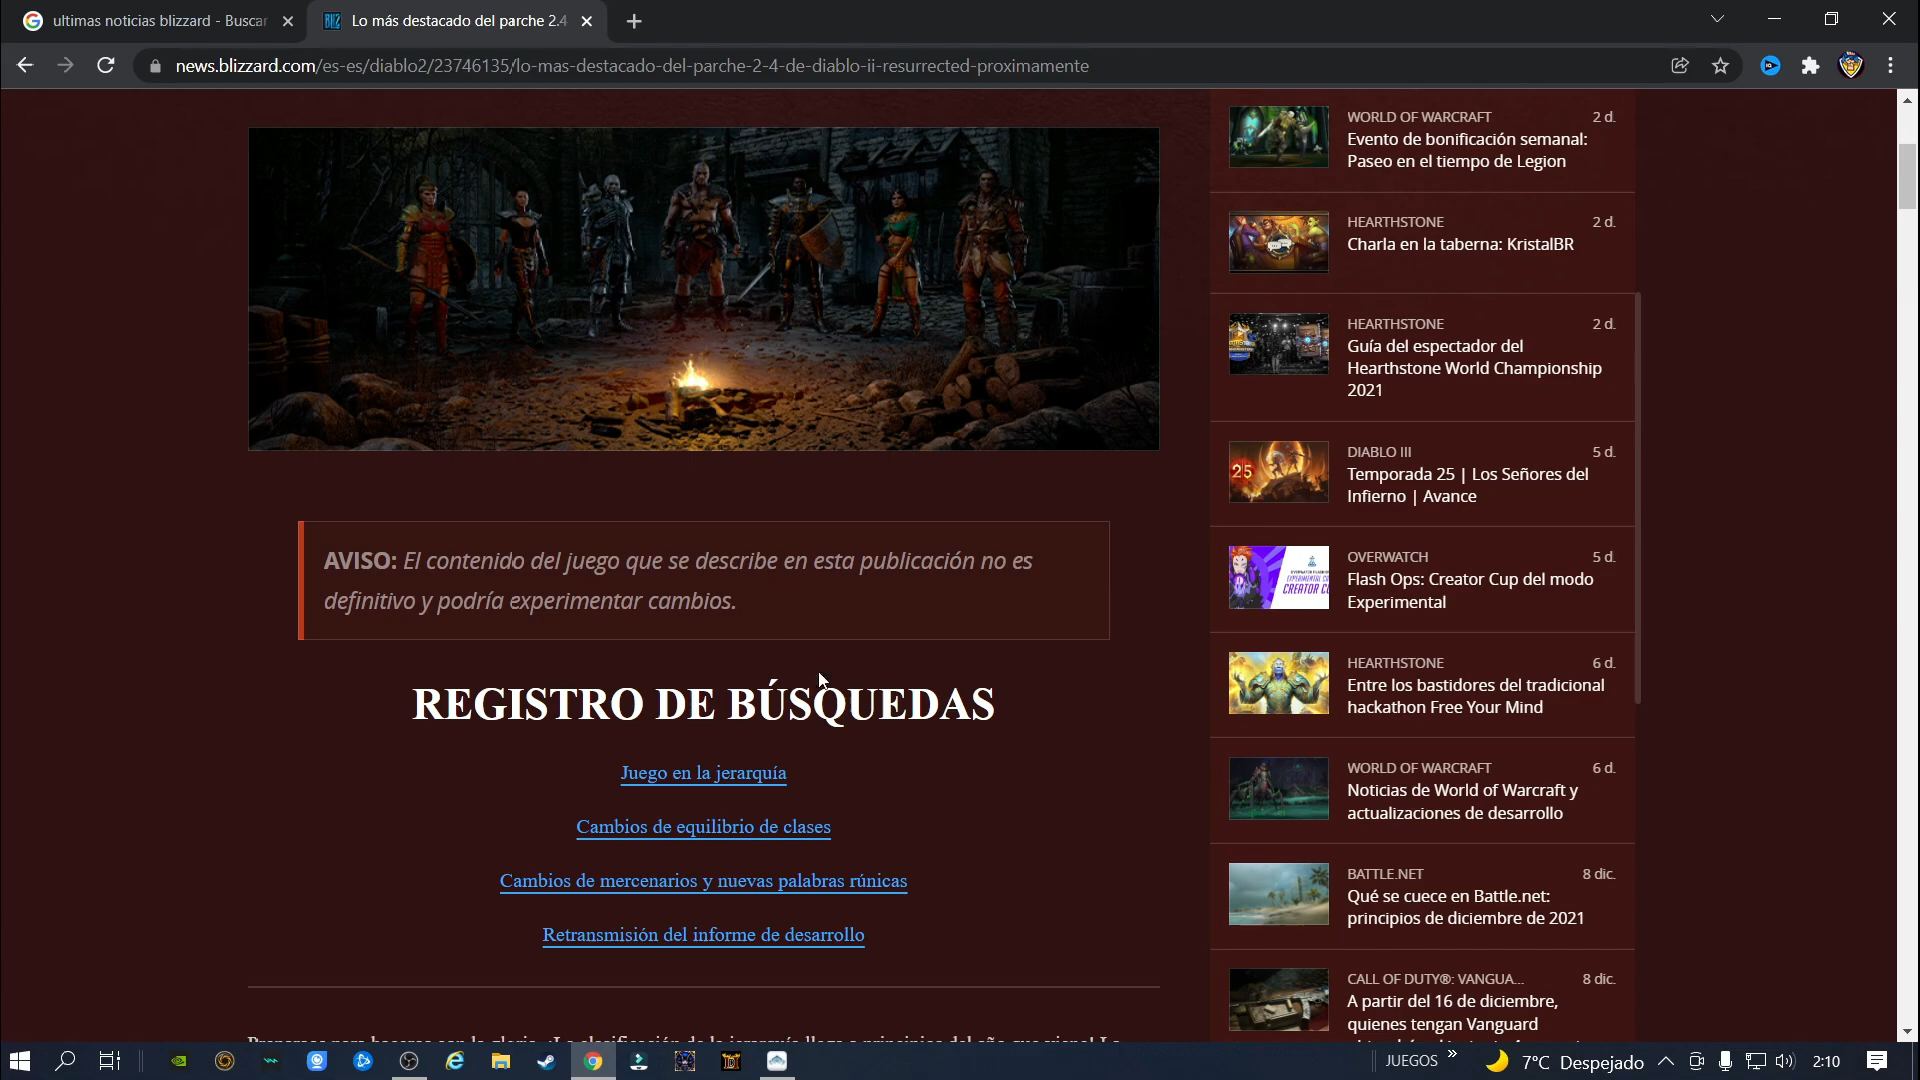 ultimas noticias blizzard - Buscar
Lo más destacado del parche 2.4
news.blizzard.com/es-es/diablo2/23746135/lo-mas-destacado-del-parche-2-4-de-diablo-ii-resurrected-proximamente
AVISO: El contenido del juego que se describe en esta publicación no es
definitivo y podría experimentar cambios.
REGISTRO DE BÚSQUEDAS
Juego en la jerarquía
Cambios de equilibrio de clases
Cambios de mercenarios y nuevas palabras rúnicas
Retransmisión del informe de desarrollo
WORLD OF WARCRAFT 2 d.
Evento de bonificación semanal:
Paseo en el tiempo de Legion
HEARTHSTONE 2 d.
Charla en la taberna: KristalBR
HEARTHSTONE 2 d.
Guía del espectador del
Hearthstone World Championship
2021
25
DIABLO III 5 d.
Temporada 25 | Los Señores del
Infierno | Avance
OVERWATCH 5 d.
Flash Ops: Creator Cup del modo
Experimental
HEARTHSTONE 6 d.
Entre los bastidores del tradicional
hackathon Free Your Mind
WORLD OF WARCRAFT 6 d.
Noticias de World of Warcraft y
actualizaciones de desarrollo
BATTLE.NET 8 dic.
Qué se cuece en Battle.net:
principios de diciembre de 2021
CALL OF DUTY®: VANGUA... 8 dic.
A partir del 16 de diciembre,
quienes tengan Vanguard
JUEGOS
7°C Despejado
2:10